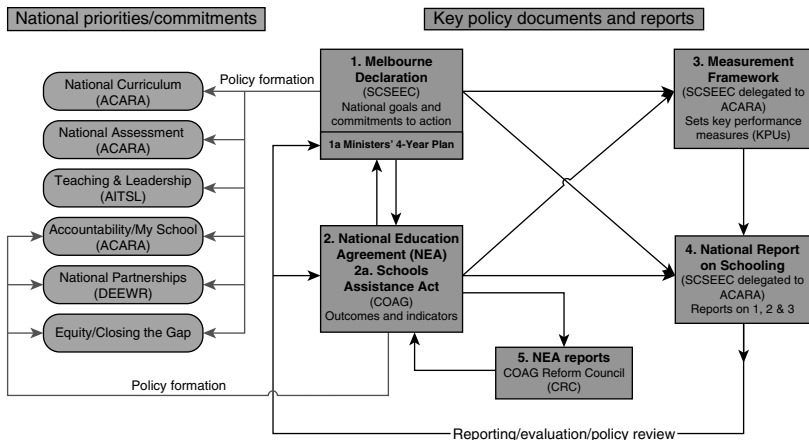 National priorities/commitments
Key policy documents and reports
Policy formation
National Curriculum
(ACARA)
National Assessment
(ACARA)
Teaching & Leadership
(AITSL)
Accountability/My School
(ACARA)
National Partnerships
(DEEWR)
Equity/Closing the Gap
Policy formation
1. Melbourne
Declaration
(SCSEEC)
National goals and
commitments to action
1a Ministers' 4-Year Plan
2. National Education
Agreement (NEA)
2a. Schools
Assistance Act
(COAG)
Outcomes and indicators
3. Measurement
Framework
(SCSEEC delegated to
ACARA)
Sets key performance
measures (KPUs)
4. National Report
on Schooling
(SCSEEC delegated to
ACARA)
Reports on 1, 2 & 3
5. NEA reports
COAG Reform Council
(CRC)
Reporting/evaluation/policy review